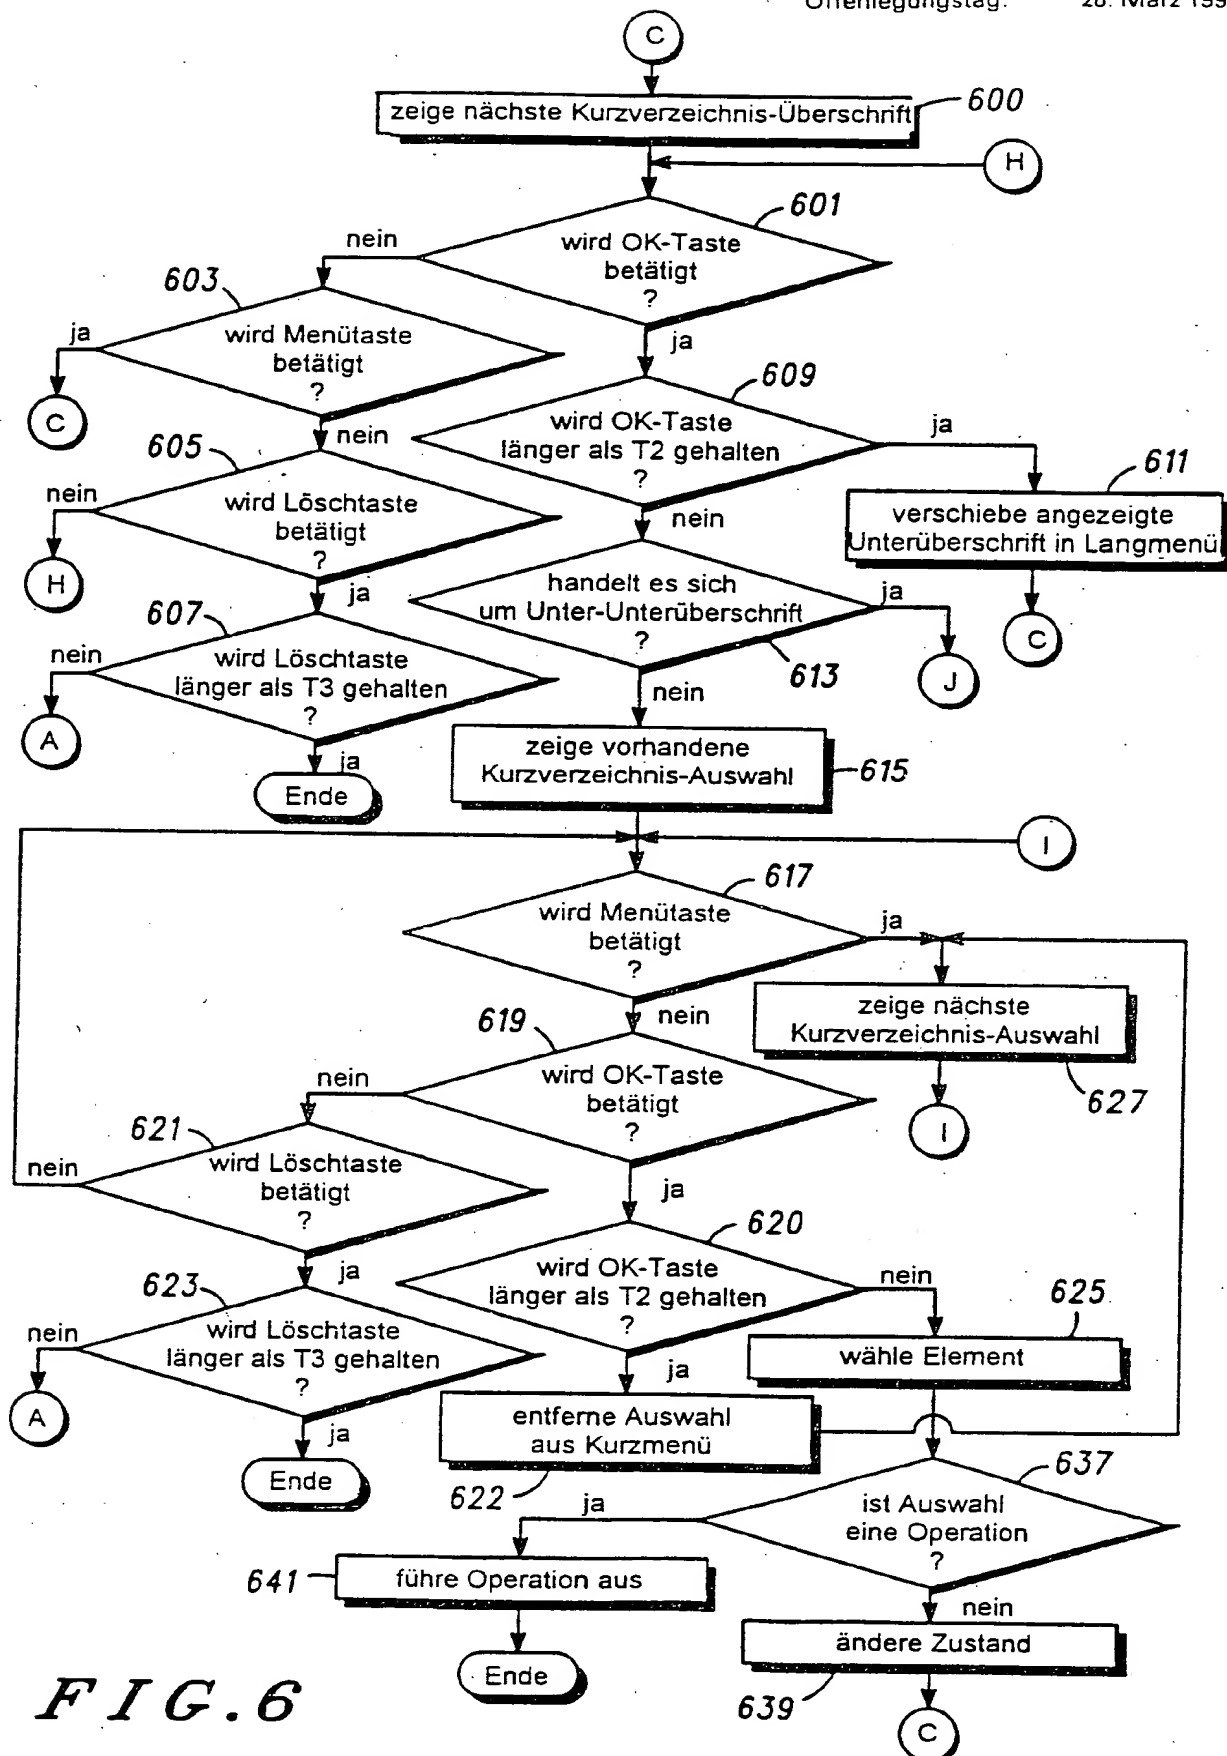 Offenlegungstag: 28. März 199
C
zeige nächste Kurzverzeichnis-Überschrift
600
H
601
wird OK-Taste
betätigt
?
nein
ja
603
wird Menütaste
betätigt
?
ja
nein
C
609
wird OK-Taste
länger als T2 gehalten
?
ja
nein
605
wird Löschtaste
betätigt
?
nein
ja
H
611
verschiebe angezeigte
Unterüberschrift in Langmenü
C
handelt es sich
um Unter-Unterüberschrift
?
613
ja
nein
J
607
wird Löschtaste
länger als T3 gehalten
?
nein
ja
A
Ende
zeige vorhandene
Kurzverzeichnis-Auswahl
615
I
617
wird Menütaste
betätigt
?
ja
nein
zeige nächste
Kurzverzeichnis-Auswahl
627
I
619
wird OK-Taste
betätigt
?
nein
ja
621
wird Löschtaste
betätigt
?
nein
ja
620
wird OK-Taste
länger als T2 gehalten
?
nein
ja
623
wird Löschtaste
länger als T3 gehalten
?
nein
ja
A
Ende
625
wähle Element
entferne Auswahl
aus Kurzmenü
622
637
ist Auswahl
eine Operation
?
ja
nein
641
führe Operation aus
Ende
ändere Zustand
639
C
FIG.6